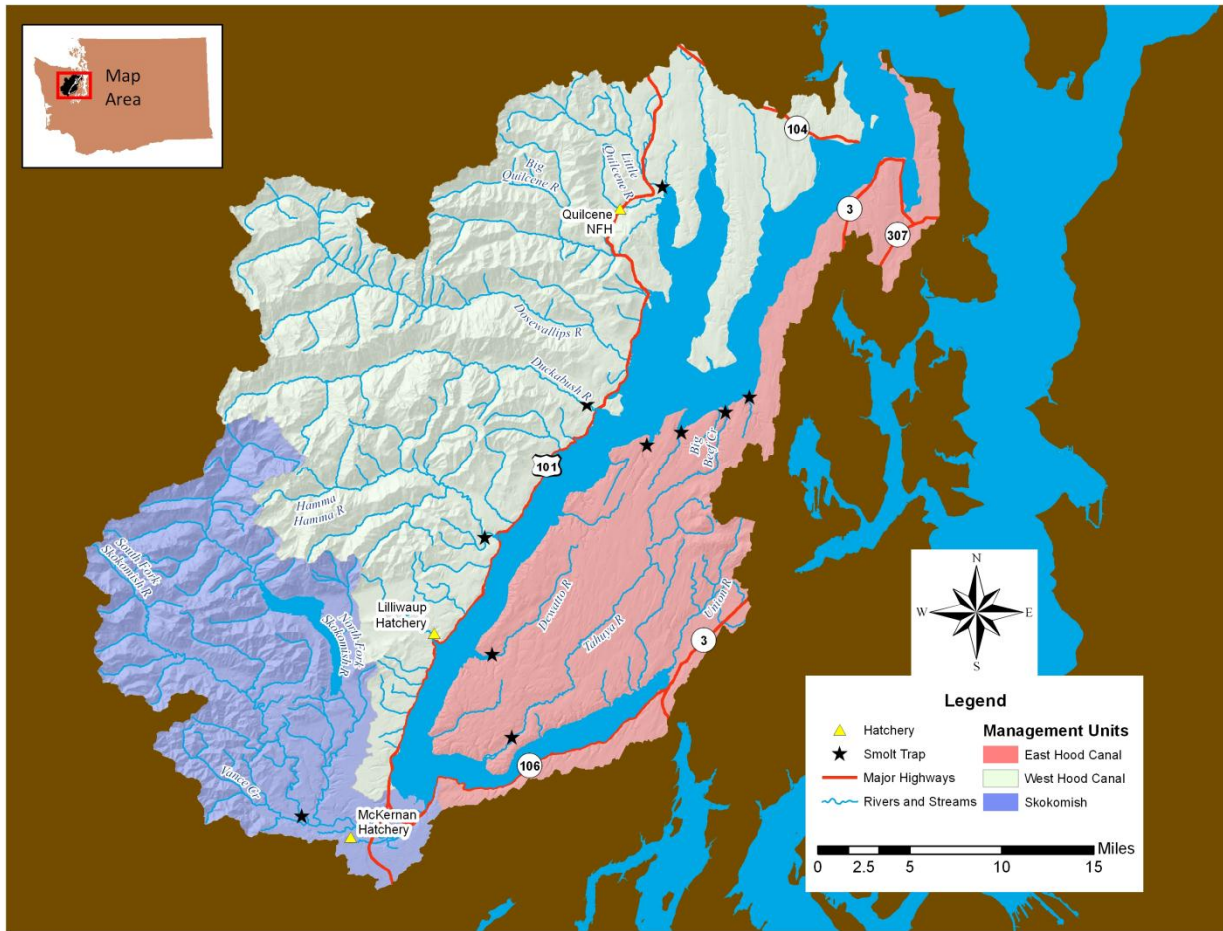 Map
Area
104
Little
Quilcene R
Big
Quilcene R
3
Quilcene
NFH
307
Dosewallips R
Duckabush R
Big
Beef Cr
101
Hamma
Hamma R
South Fork
Skokomish R
N
W
E
S
Dewatto R
Union R
Lilliwaup
Hatchery
North Fork
Skokomish R
Tahuya R
3
106
Vance Cr
McKernan
Hatchery
Legend
Hatchery
Smolt Trap
Major Highways
Rivers and Streams
Management Units
East Hood Canal
West Hood Canal
Skokomish
Miles
0 2.5 5 10 15